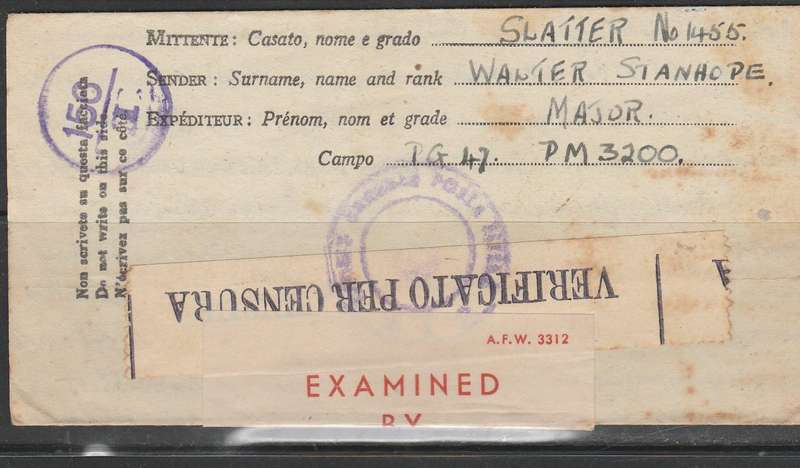 MITTENTE: Casato, nome e grado SLATTER No 1455.
SENDER: Surname, name and rank WALTER STANHOPE.
EXPÉDITEUR: Prénom, nom et grade MAJOR.
Campo PG 47. PM 3200.
Non scrivete su questa facciata
Do not write on this side
N'écrivez pas sur ce côté
156/
VERIFICATO PER CENSURA
A.F.W. 3312
EXAMINED
BY